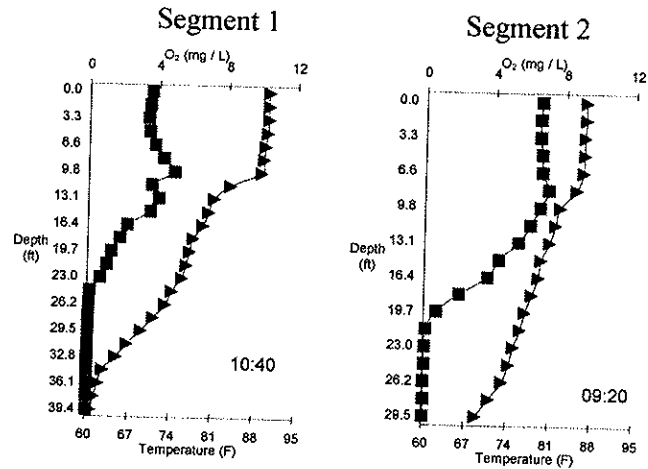 Segment 1
O₂ (mg / L)
0 4 8 12
0.0
3.3
6.6
9.8
13.1
16.4
Depth
(ft)
19.7
23.0
26.2
29.5
32.8
36.1
39.4
10:40
60 67 74 81 88 95
Temperature (F)
Segment 2
O₂ (mg / L)
0 4 8 12
0.0
3.3
6.6
9.8
13.1
Depth
(ft)
16.4
19.7
23.0
26.2
29.5
09:20
60 67 74 81 88 95
Temperature (F)